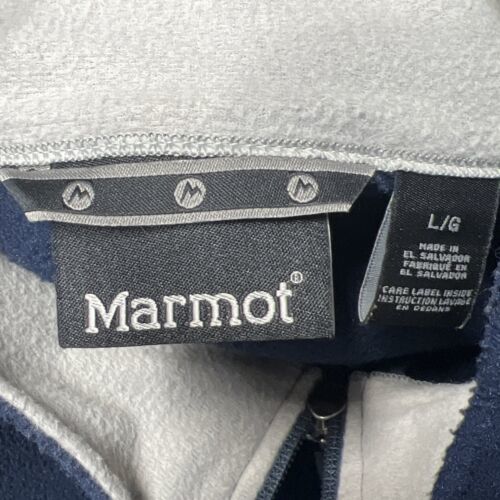 Marmot®
L/G
MADE IN
EL SALVADOR
FABRIQUÉ EN
EL SALVADOR
CARE LABEL INSIDE
INSTRUCTION LAVAGE
EN DEDANS